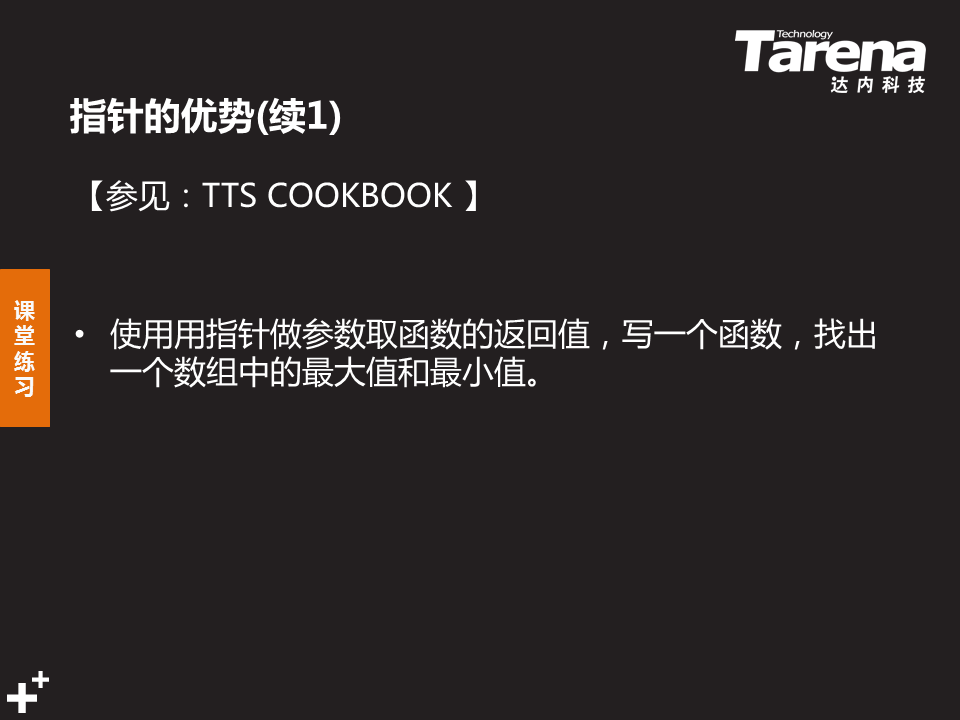 Technology
Tarena
达内科技
指针的优势(续1)
【参见：TTS COOKBOOK 】
课
堂
练
习
• 使用用指针做参数取函数的返回值，写一个函数，找出
一个数组中的最大值和最小值。